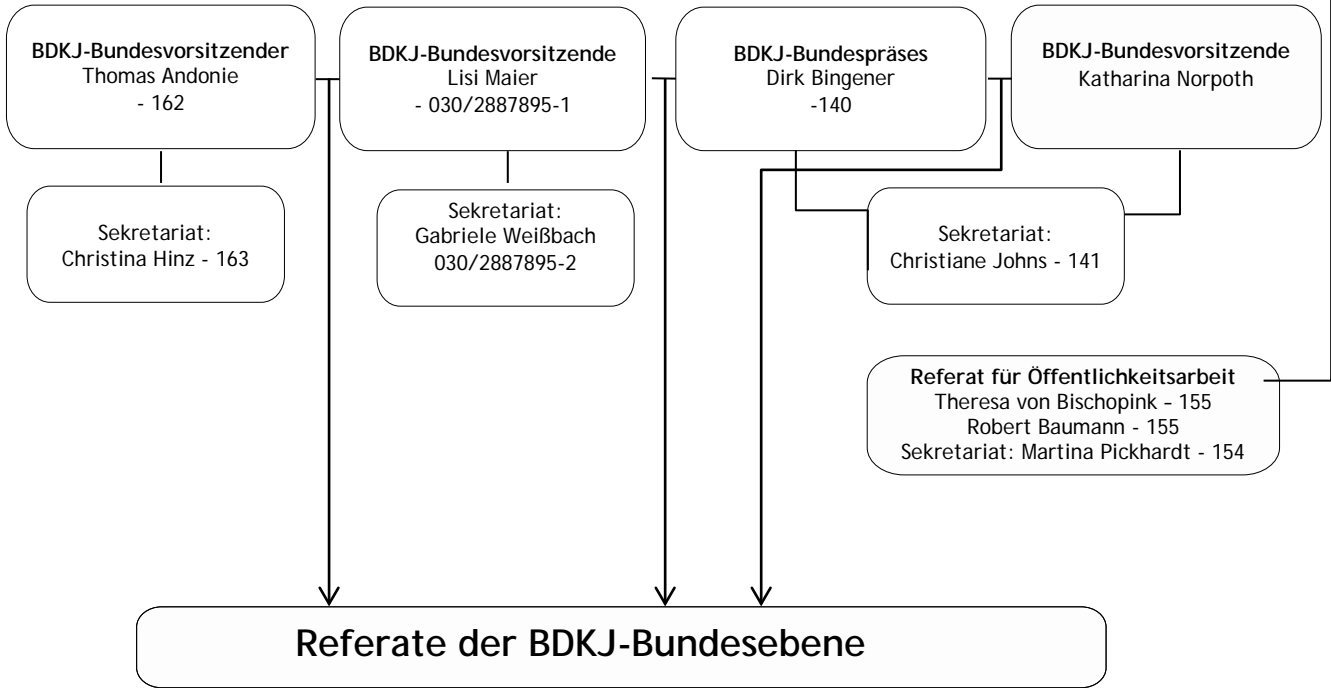 BDKJ-Bundesvorsitzender
Thomas Andonie
- 162
BDKJ-Bundesvorsitzende
Lisi Maier
- 030/2887895-1
BDKJ-Bundespräses
Dirk Bingener
-140
BDKJ-Bundesvorsitzende
Katharina Norpoth
Sekretariat:
Christina Hinz - 163
Sekretariat:
Gabriele Weißbach
030/2887895-2
Sekretariat:
Christiane Johns - 141
Referat für Öffentlichkeitsarbeit
Theresa von Bischopink – 155
Robert Baumann - 155
Sekretariat: Martina Pickhardt - 154
Referate der BDKJ-Bundesebene